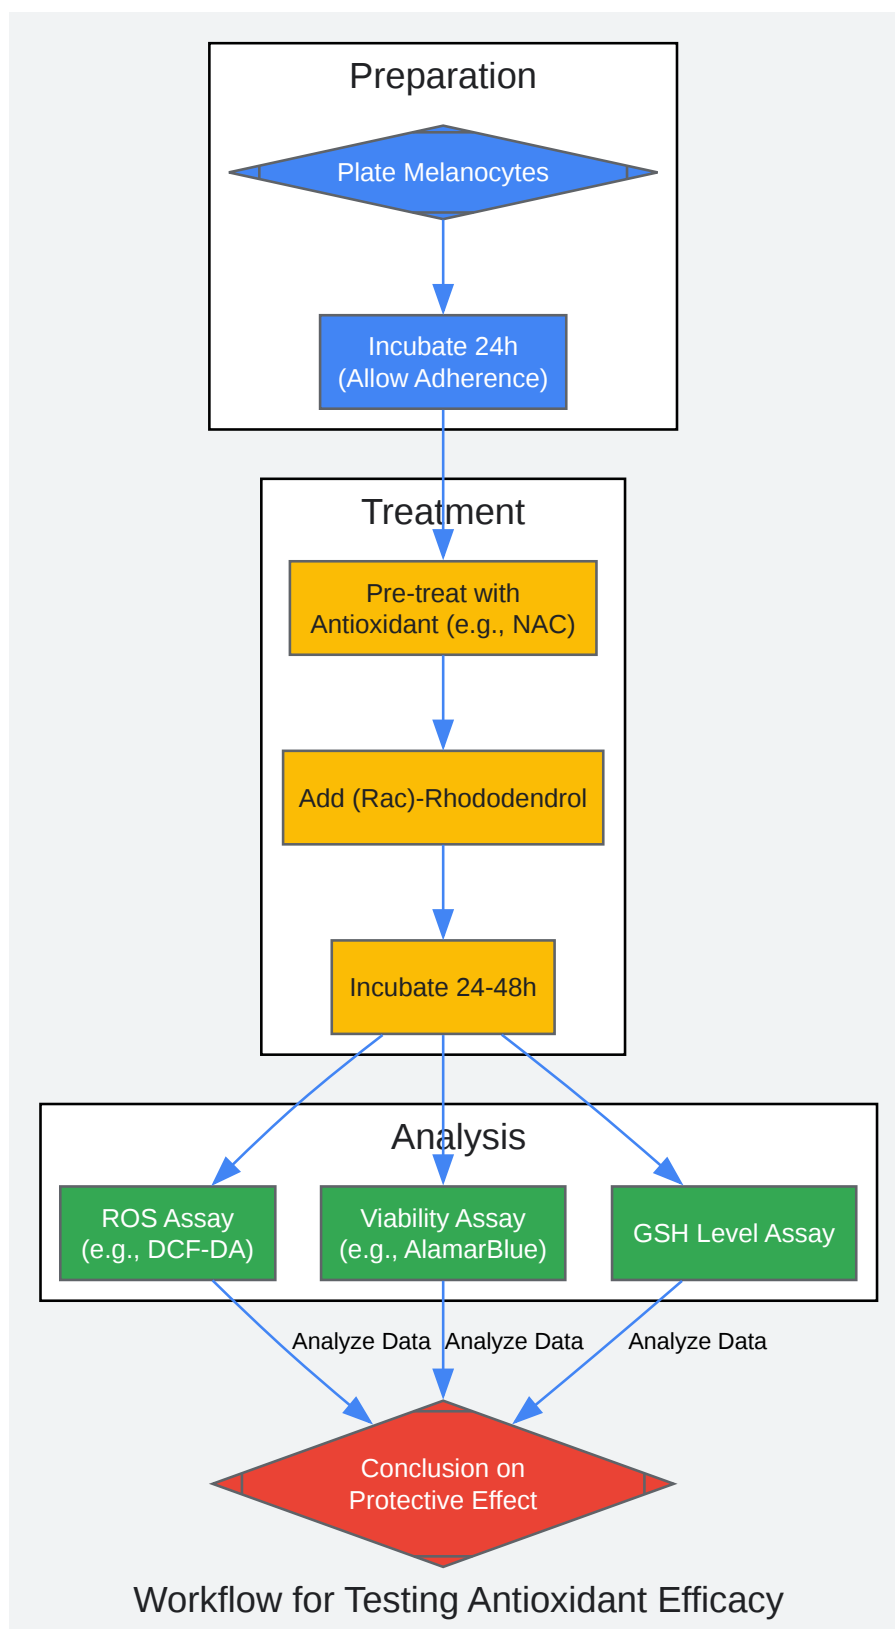 Preparation
Plate Melanocytes
Incubate 24h
(Allow Adherence)
Treatment
Pre-treat with
Antioxidant (e.g., NAC)
Add (Rac)-Rhododendrol
Incubate 24-48h
Analysis
ROS Assay
(e.g., DCF-DA)
Viability Assay
(e.g., AlamarBlue)
GSH Level Assay
Analyze Data
Analyze Data
Analyze Data
Conclusion on
Protective Effect
Workflow for Testing Antioxidant Efficacy